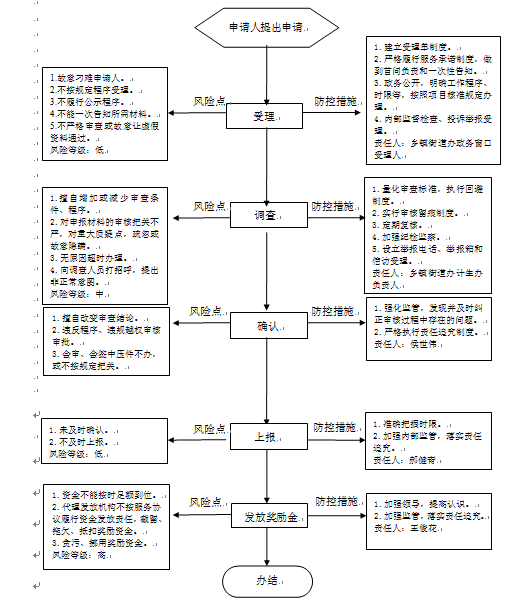 申请人提出申请
1.故意刁难申请人。
2.不按规定程序受理。
3.不履行公示程序。
4.不能一次告知所需材料。
5.不严格审查或故意让虚假
资料通过。
风险等级：低
风险点
受理
防控措施
1.建立受理单制度。
2.严格履行服务承诺制度，做
到首问负责和一次性告知。
3.政务公开，明确工作程序、
时限等，按照项目标准规定办
理。
4.内部监督检查、投诉举报受
理。
责任人：乡镇街道办政务窗口
受理人。
1.擅自增加或减少审查条
件、程序。
2.对申报材料的审核把关不
严，对重大质疑点，疏忽或
故意隐瞒。
3.无原因超时办理。
4.向调查人员打招呼，提出
非正常意图。
风险等级：中
风险点
调查
防控措施
1.量化审查标准，执行回避
制度。
2.实行审核留痕制度。
3.定期复核。
4.加强纪检监察。
5.设立举报电话、举报箱和
信访受理。
责任人：乡镇街道办计生办
负责人
1.擅自改变审查结论。
2.违反程序、违规越权审核
审批。
3.合审、会签中压件不办，
或不按规定把关。
风险点
确认
防控措施
1.强化监管，发现并及时纠
正审核过程中存在的问题。
2.严格执行责任追究制度。
责任人：侯世伟
1.未及时确认。
2.不及时上报。
风险等级：低
风险点
上报
防控措施
1.准确把握时限。
2.加强内部监管，落实责任
追究。
责任人：郝健奇
1.资金不能按时足额到位。
2.代理发放机构不按服务协
议履行资金发放责任，截留、
拖欠、抵扣奖励资金。
3.贪污、挪用奖励资金。
风险等级：高
风险点
发放奖励金
防控措施
1.加强领导，提高认识。
2.加强监管，落实责任追究。
责任人：王俊花
办结